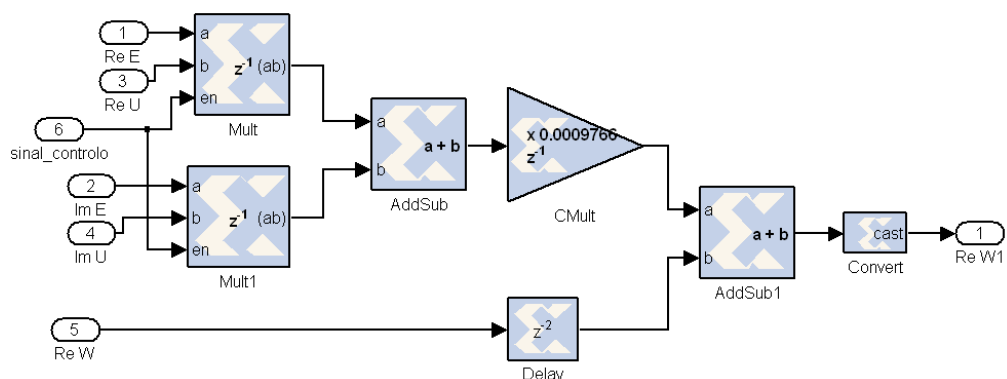 1
Re E
3
Re U
6
sinal_controlo
2
Im E
4
Im U
5
Re W
a
b
en
z-1 (ab)
Mult
a
b
en
z-1 (ab)
Mult1
a
b
a + b
AddSub
x 0.0009766
z-1
CMult
z-2
Delay
a
b
a + b
AddSub1
cast
Convert
1
Re W1